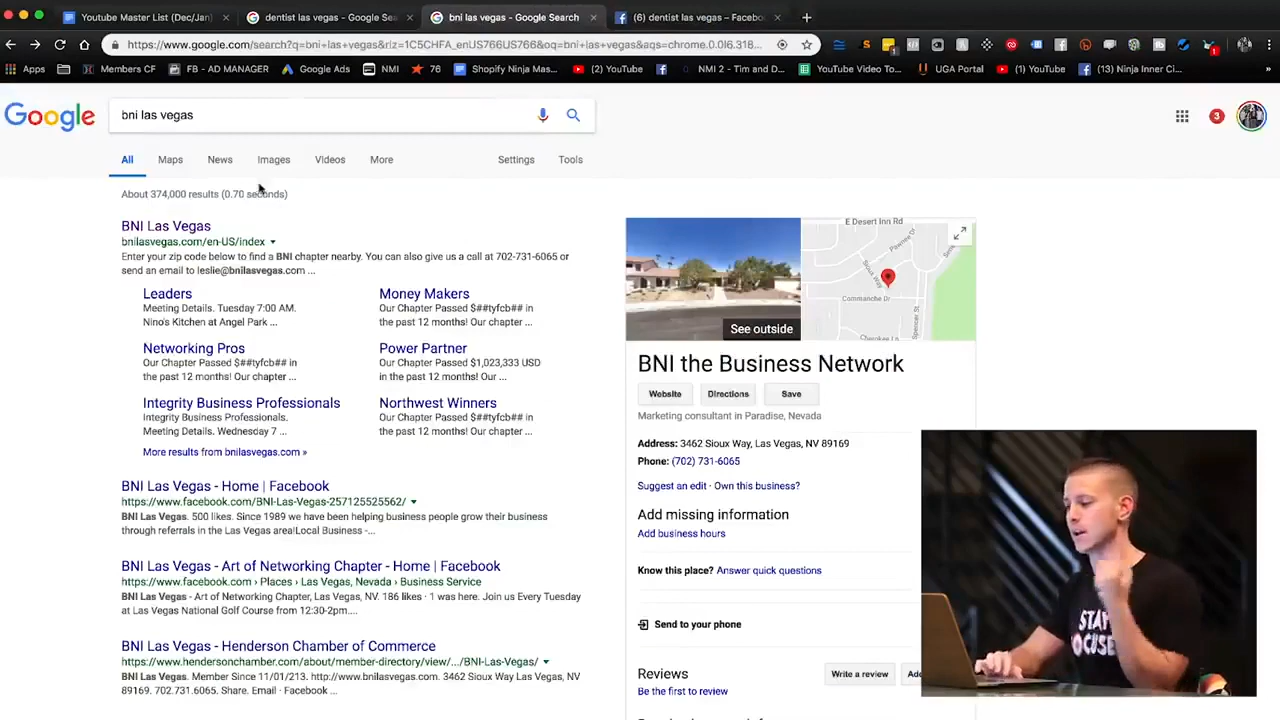 Youtube Master List (Dec/Jan)
dentist las vegas - Google Sea
bni las vegas - Google Search
(6) dentist las vegas – Facebo
https://www.google.com/search?q=bni+las+vegas&rlz=1C5CHFA_enUS766US766&oq=bni+las+vegas&aqs=chrome.0.0l6.318...
Apps
Members CF
FB - AD MANAGER
Google Ads
NMI
76
Shopify Ninja Mas...
(2) YouTube
NMI 2 - Tim and D...
YouTube Video To...
UGA Portal
(1) YouTube
(13) Ninja Inner Ci...
»
Google
bni las vegas
3
All
Maps
News
Images
Videos
More
Settings
Tools
About 374,000 results (0.70 seconds)
BNI Las Vegas
bnilasvegas.com/en-US/index
Enter your zip code below to find a BNI chapter nearby. You can also give us a call at 702-731-6065 or
send an email to leslie@bnilasvegas.com ...
Leaders
Meeting Details. Tuesday 7:00 AM.
Nino's Kitchen at Angel Park ...
Money Makers
Our Chapter Passed $##tyfcb## in
the past 12 months! Our chapter ...
Networking Pros
Our Chapter Passed $##tyfcb## in
the past 12 months! Our chapter ...
Power Partner
Our Chapter Passed $1,023,333 USD
in the past 12 months! Our ...
Integrity Business Professionals
Integrity Business Professionals.
Meeting Details. Wednesday 7 ...
Northwest Winners
Our Chapter Passed $##tyfcb## in
the past 12 months! Our chapter ...
More results from bnilasvegas.com »
BNI Las Vegas - Home | Facebook
https://www.facebook.com/BNI-Las-Vegas-257125525562/
BNI Las Vegas. 500 likes. Since 1989 we have been helping business people grow their business
through referrals in the Las Vegas area!Local Business -...
BNI Las Vegas - Art of Networking Chapter - Home | Facebook
https://www.facebook.com › Places › Las Vegas, Nevada › Business Service
BNI Las Vegas - Art of Networking Chapter, Las Vegas, NV. 186 likes · 1 was here. Join us Every Tuesday
at Las Vegas National Golf Course from 12:30-2pm....
BNI Las Vegas - Henderson Chamber of Commerce
https://www.hendersonchamber.com/about/member-directory/view/.../BNI-Las-Vegas/
BNI Las Vegas. Member Since 11/01/213. http://www.bnilasvegas.com. 3462 Sioux Way Las Vegas, NV
89169. 702.731.6065. Share. Email · Facebook ...
E Desert Inn Rd
Pawnee Dr
Sioux Way
Commanche Dr
Spencer St
Cherokee Ln
See outside
BNI the Business Network
Website
Directions
Save
Marketing consultant in Paradise, Nevada
Address: 3462 Sioux Way, Las Vegas, NV 89169
Phone: (702) 731-6065
Suggest an edit · Own this business?
Add missing information
Add business hours
Know this place? Answer quick questions
Send to your phone
Reviews
Write a review
Be the first to review
STAY